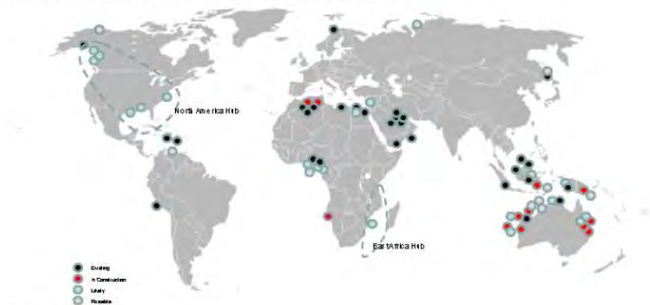 North America Hub
East Africa Hub
Existing
In Construction
Likely
Possible